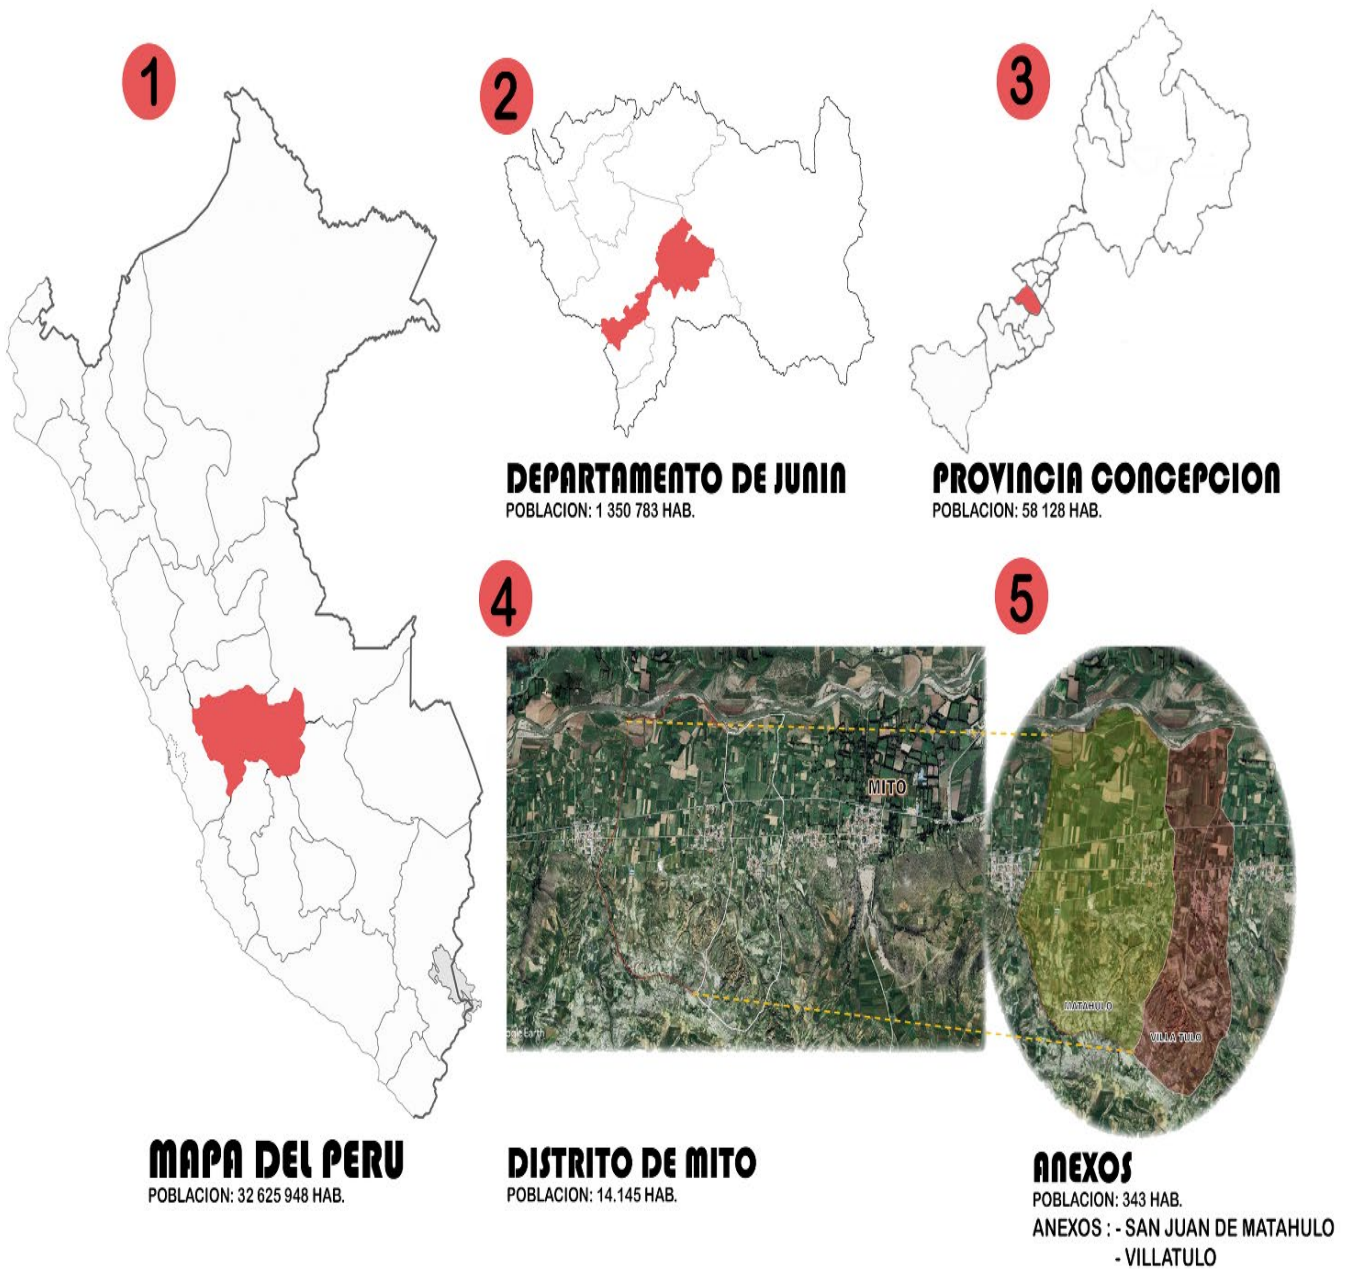 1
MAPA DEL PERU
POBLACION: 32 625 948 HAB.
2
DEPARTAMENTO DE JUNIN
POBLACION: 1 350 783 HAB.
3
PROVINCIA CONCEPCION
POBLACION: 58 128 HAB.
4
MITO
ogle Earth
DISTRITO DE MITO
POBLACION: 14.145 HAB.
5
MATAHULO
VILLA TULO
ANEXOS
POBLACION: 343 HAB.
ANEXOS : - SAN JUAN DE MATAHULO
- VILLATULO